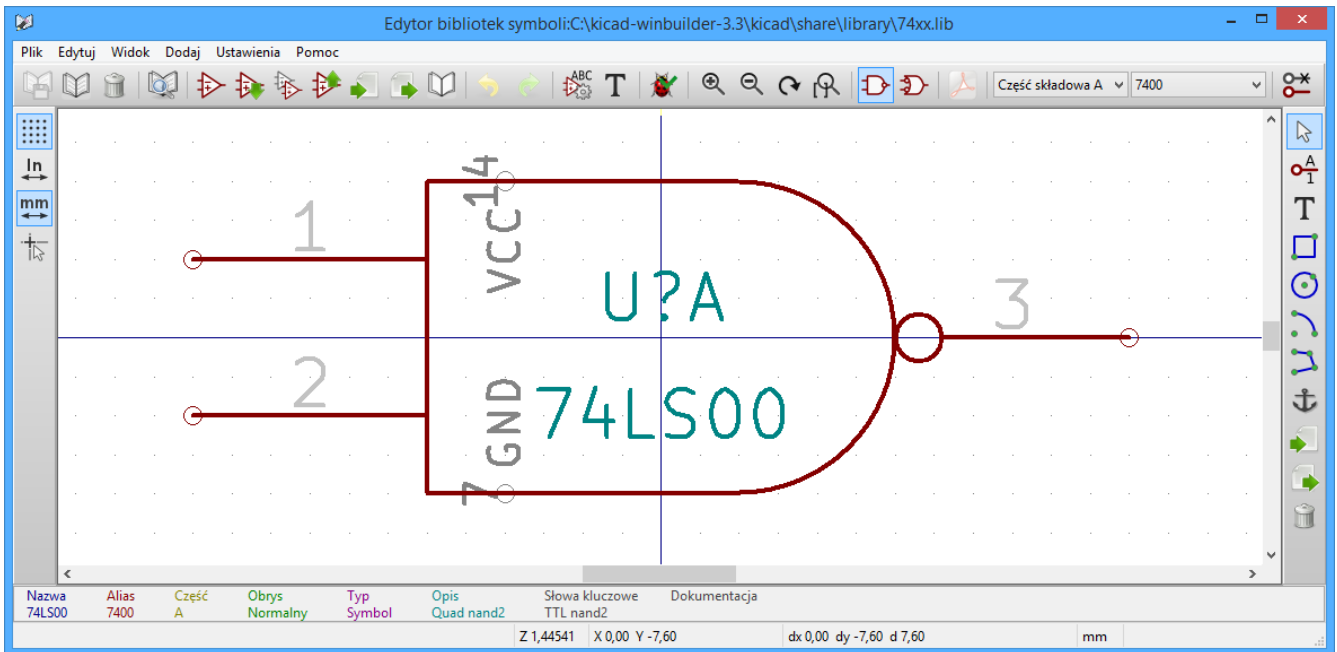 Edytor bibliotek symboli:C:\kicad-winbuilder-3.3\kicad\share\library\74xx.lib
Plik Edytuj Widok Dodaj Ustawienia Pomoc
ABC T Część składowa A 7400
In
mm
A
1
T
14
VCC
1
U?A
3
2
GND
74LS00
7
Nazwa Alias Część Obrys Typ Opis Słowa kluczowe Dokumentacja
74LS00 7400 A Normalny Symbol Quad nand2 TTL nand2
Z 1,44541 X 0,00 Y -7,60 dx 0,00 dy -7,60 d 7,60 mm